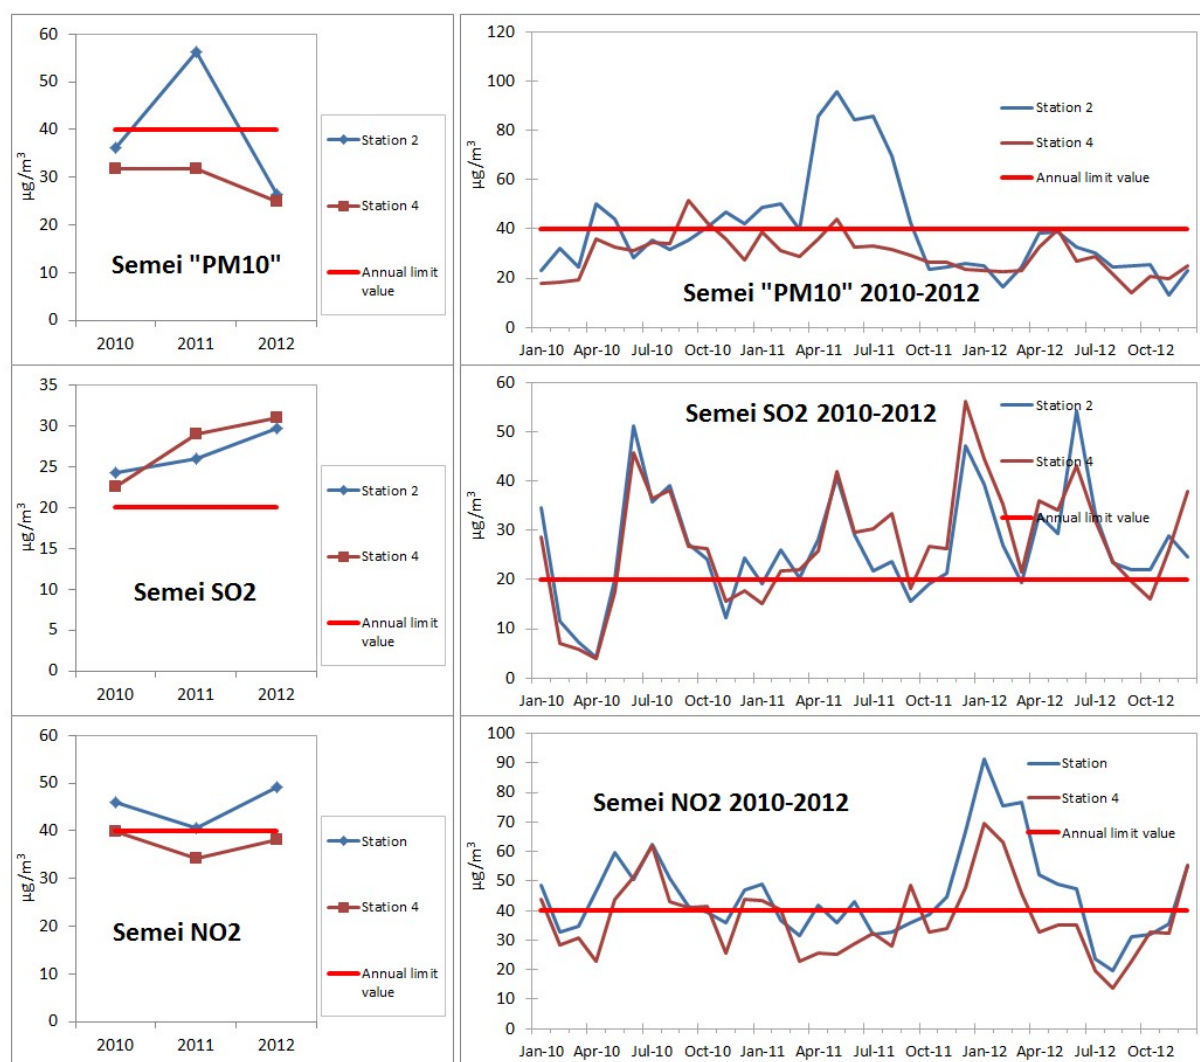 60
50
40
30
20
10
0
µg/m³
2010 2011 2012
Semei "PM10"
Station 2
Station 4
Annual limit
value
120
100
80
60
40
20
0
µg/m³
Station 2
Station 4
Annual limit value
Semei "PM10" 2010-2012
Jan-10 Apr-10 Jul-10 Oct-10 Jan-11 Apr-11 Jul-11 Oct-11 Jan-12 Apr-12 Jul-12 Oct-12
35
30
25
20
15
10
5
0
µg/m³
2010 2011 2012
Semei SO2
Station 2
Station 4
Annual limit
value
60
50
40
30
20
10
0
µg/m³
Semei SO2 2010-2012
Station 2
Station 4
Annual limit value
Jan-10 Apr-10 Jul-10 Oct-10 Jan-11 Apr-11 Jul-11 Oct-11 Jan-12 Apr-12 Jul-12 Oct-12
60
50
40
30
20
10
0
µg/m³
2010 2011 2012
Semei NO2
Station
Station 4
Annual limit
value
100
90
80
70
60
50
40
30
20
10
0
µg/m³
Semei NO2 2010-2012
Station
Station 4
Annual limit value
Jan-10 Apr-10 Jul-10 Oct-10 Jan-11 Apr-11 Jul-11 Oct-11 Jan-12 Apr-12 Jul-12 Oct-12